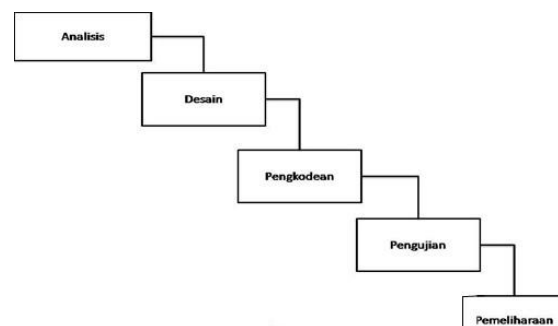 Analisis
Desain
Pengkodean
Pengujian
Pemeliharaan